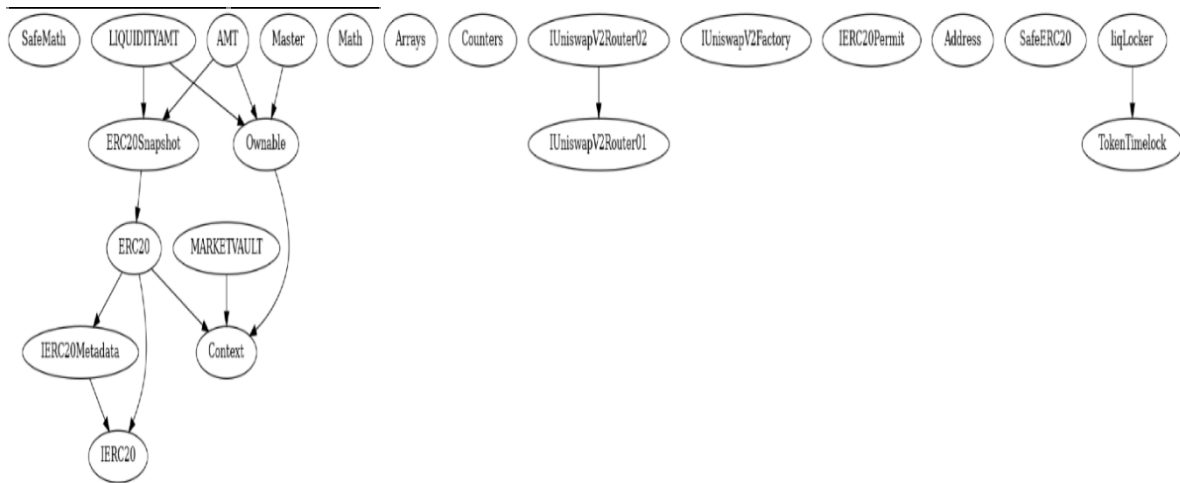 SafeMath LIQUIDITYAMT AMT Master Math Arrays Counters IUniswapV2Router02 IUniswapV2Factory IERC20Permit Address SafeERC20 liqLocker
ERC20Snapshot Ownable IUniswapV2Router01 TokenTimelock
ERC20 MARKETVAULT
IERC20Metadata Context
IERC20